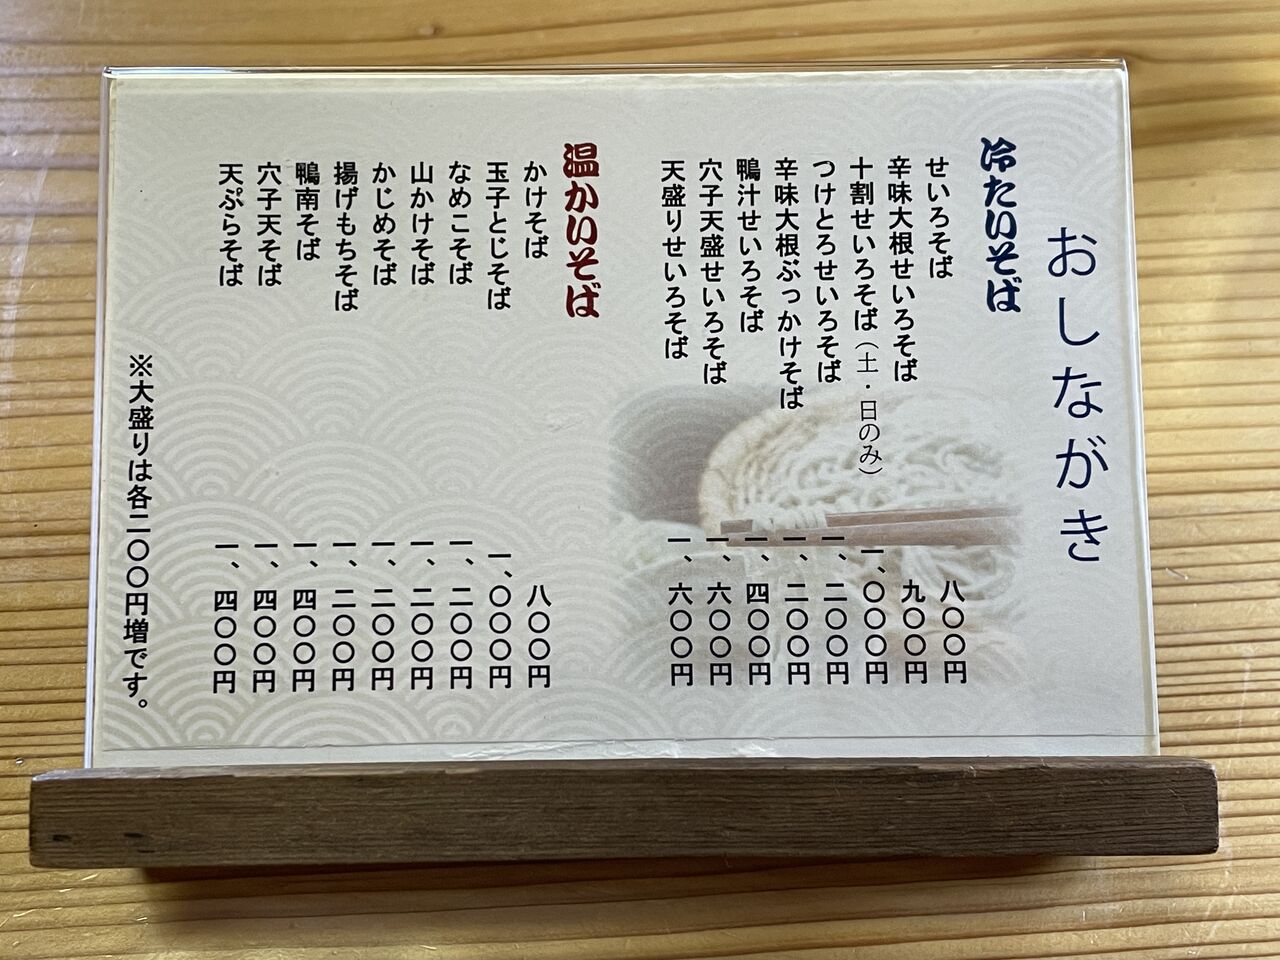 おしながき
冷たいそば
せいろそば 八〇〇円
辛味大根せいろそば 九〇〇円
十割せいろそば（土・日のみ） 一、〇〇〇円
つけとろせいろそば 一、二〇〇円
辛味大根ぶっかけそば 一、二〇〇円
鴨汁せいろそば 一、四〇〇円
穴子天盛せいろそば 一、六〇〇円
天盛りせいろそば 一、六〇〇円
温かいそば
かけそば 八〇〇円
玉子とじそば 一、〇〇〇円
なめこそば 一、二〇〇円
山かけそば 一、二〇〇円
かじめそば 一、二〇〇円
揚げもちそば 一、二〇〇円
鴨南そば 一、四〇〇円
穴子天そば 一、四〇〇円
天ぷらそば 一、四〇〇円
※大盛りは各二〇〇円増です。